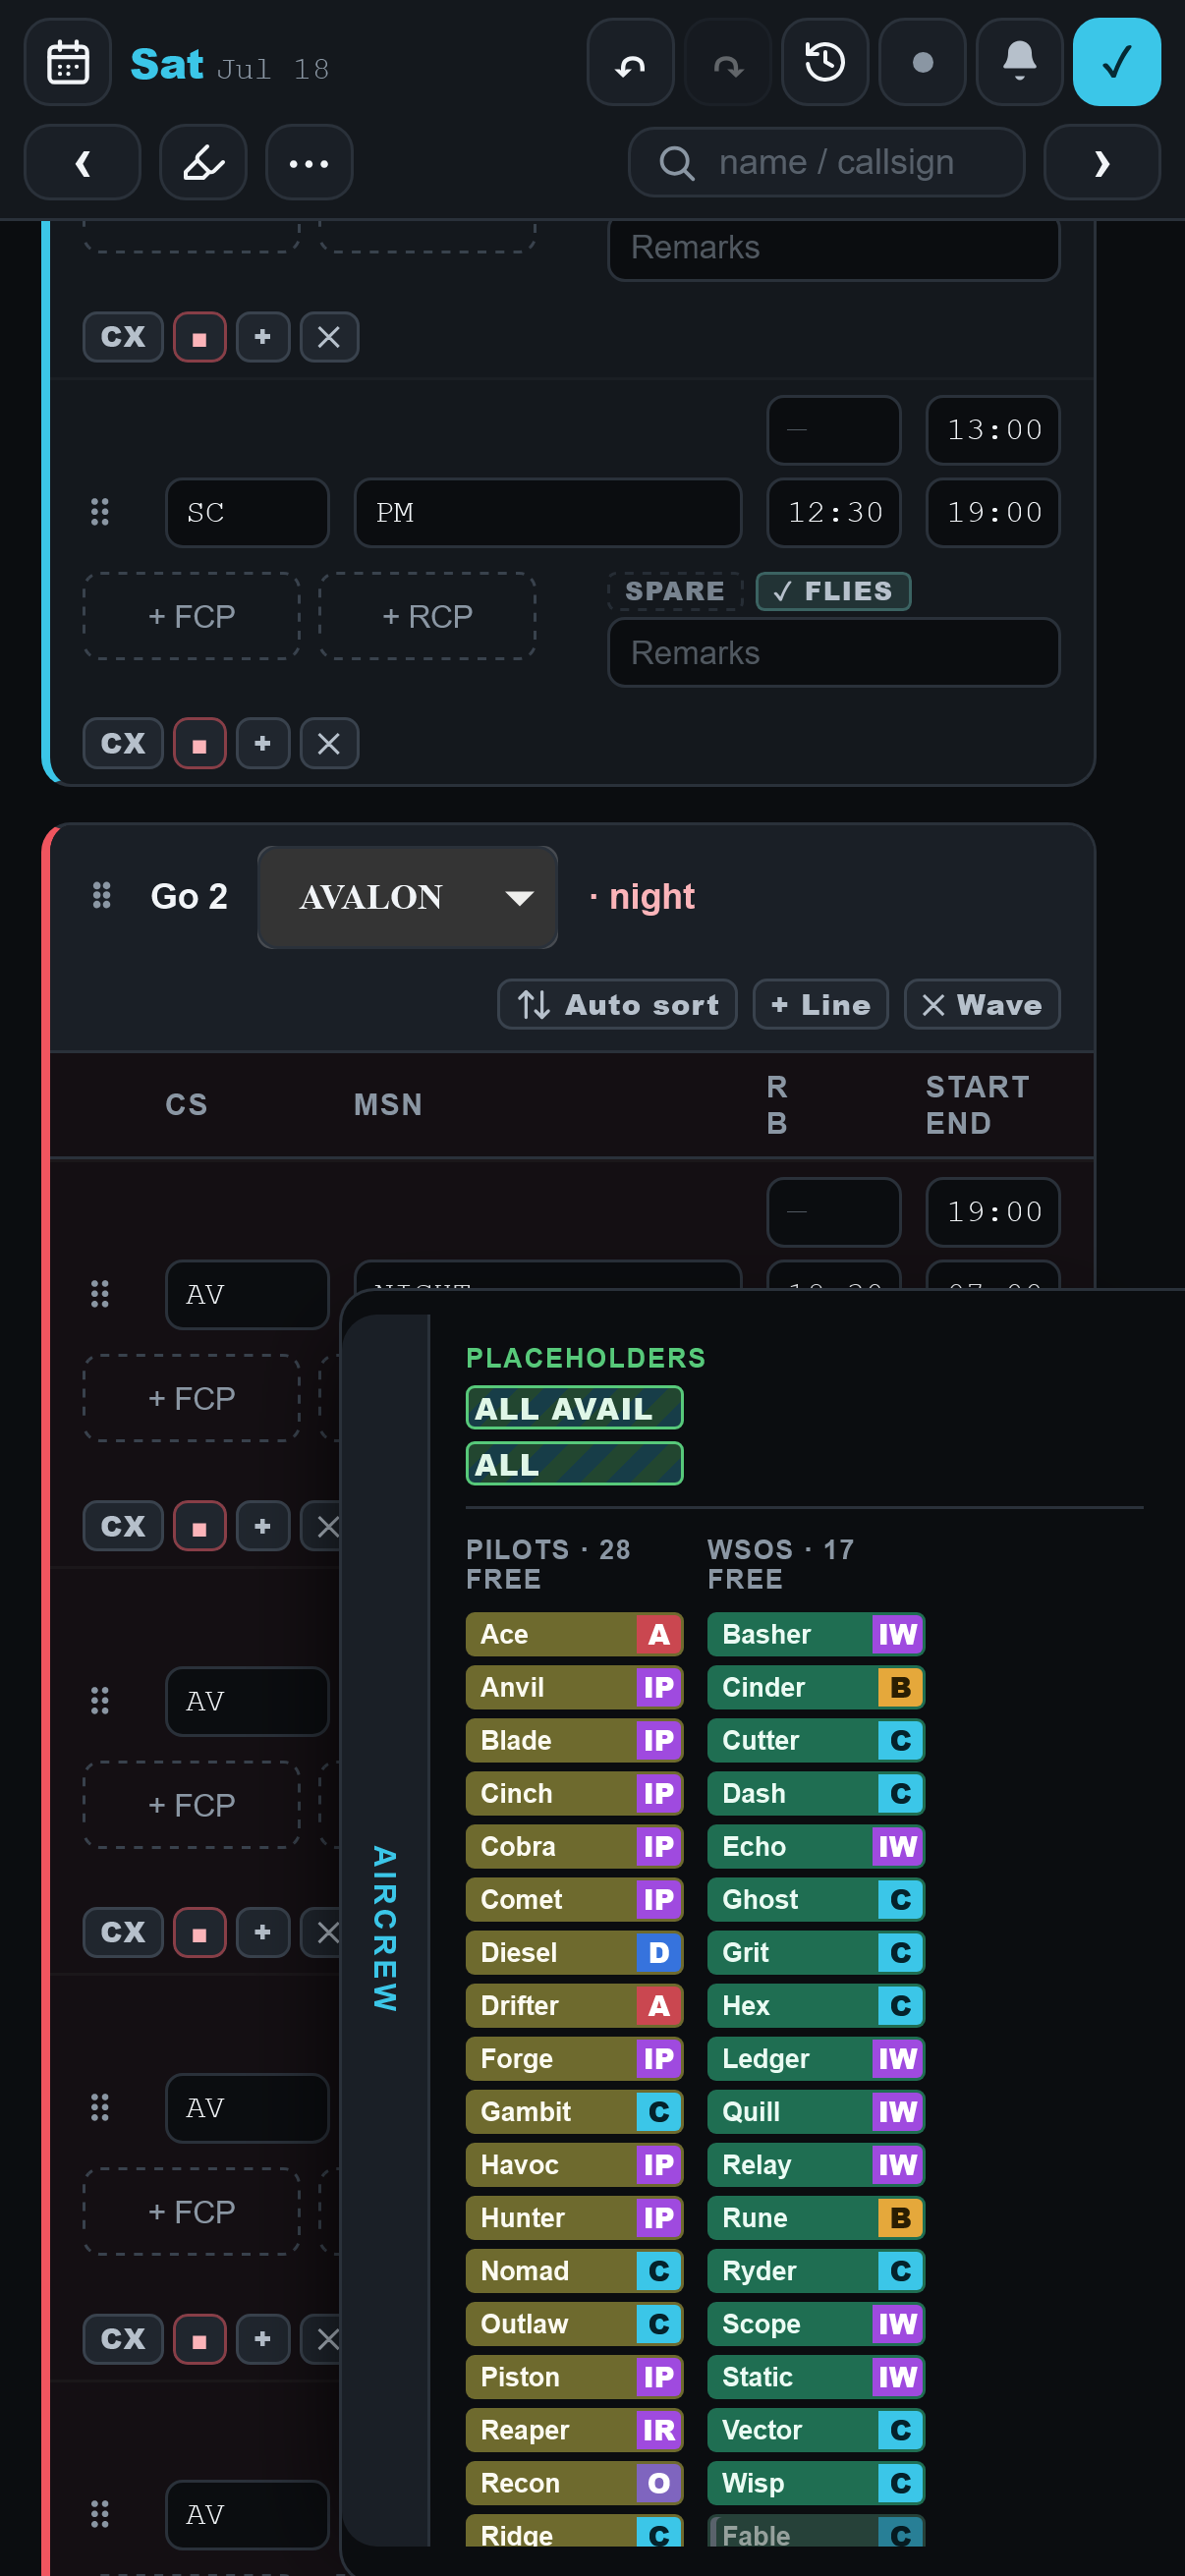 Sat Jul 18
name / callsign
Remarks
CX +
13:00
SC PM 12:30 19:00
+ FCP + RCP SPARE ✓ FLIES
Remarks
CX +
Go 2 AVALON · night
Auto sort + Line × Wave
CS MSN R START
B END
19:00
AV
+ FCP
CX +
AV
+ FCP
CX +
AV
+ FCP
CX +
AV
AIRCREW
PLACEHOLDERS
ALL AVAIL
ALL
PILOTS · 28 FREE
Ace A
Anvil IP
Blade IP
Cinch IP
Cobra IP
Comet IP
Diesel D
Drifter A
Forge IP
Gambit C
Havoc IP
Hunter IP
Nomad C
Outlaw C
Piston IP
Reaper IR
Recon O
Ridge C
WSOS · 17 FREE
Basher IW
Cinder B
Cutter C
Dash C
Echo IW
Ghost C
Grit C
Hex C
Ledger IW
Quill IW
Relay IW
Rune B
Ryder C
Scope IW
Static IW
Vector C
Wisp C
Fable C